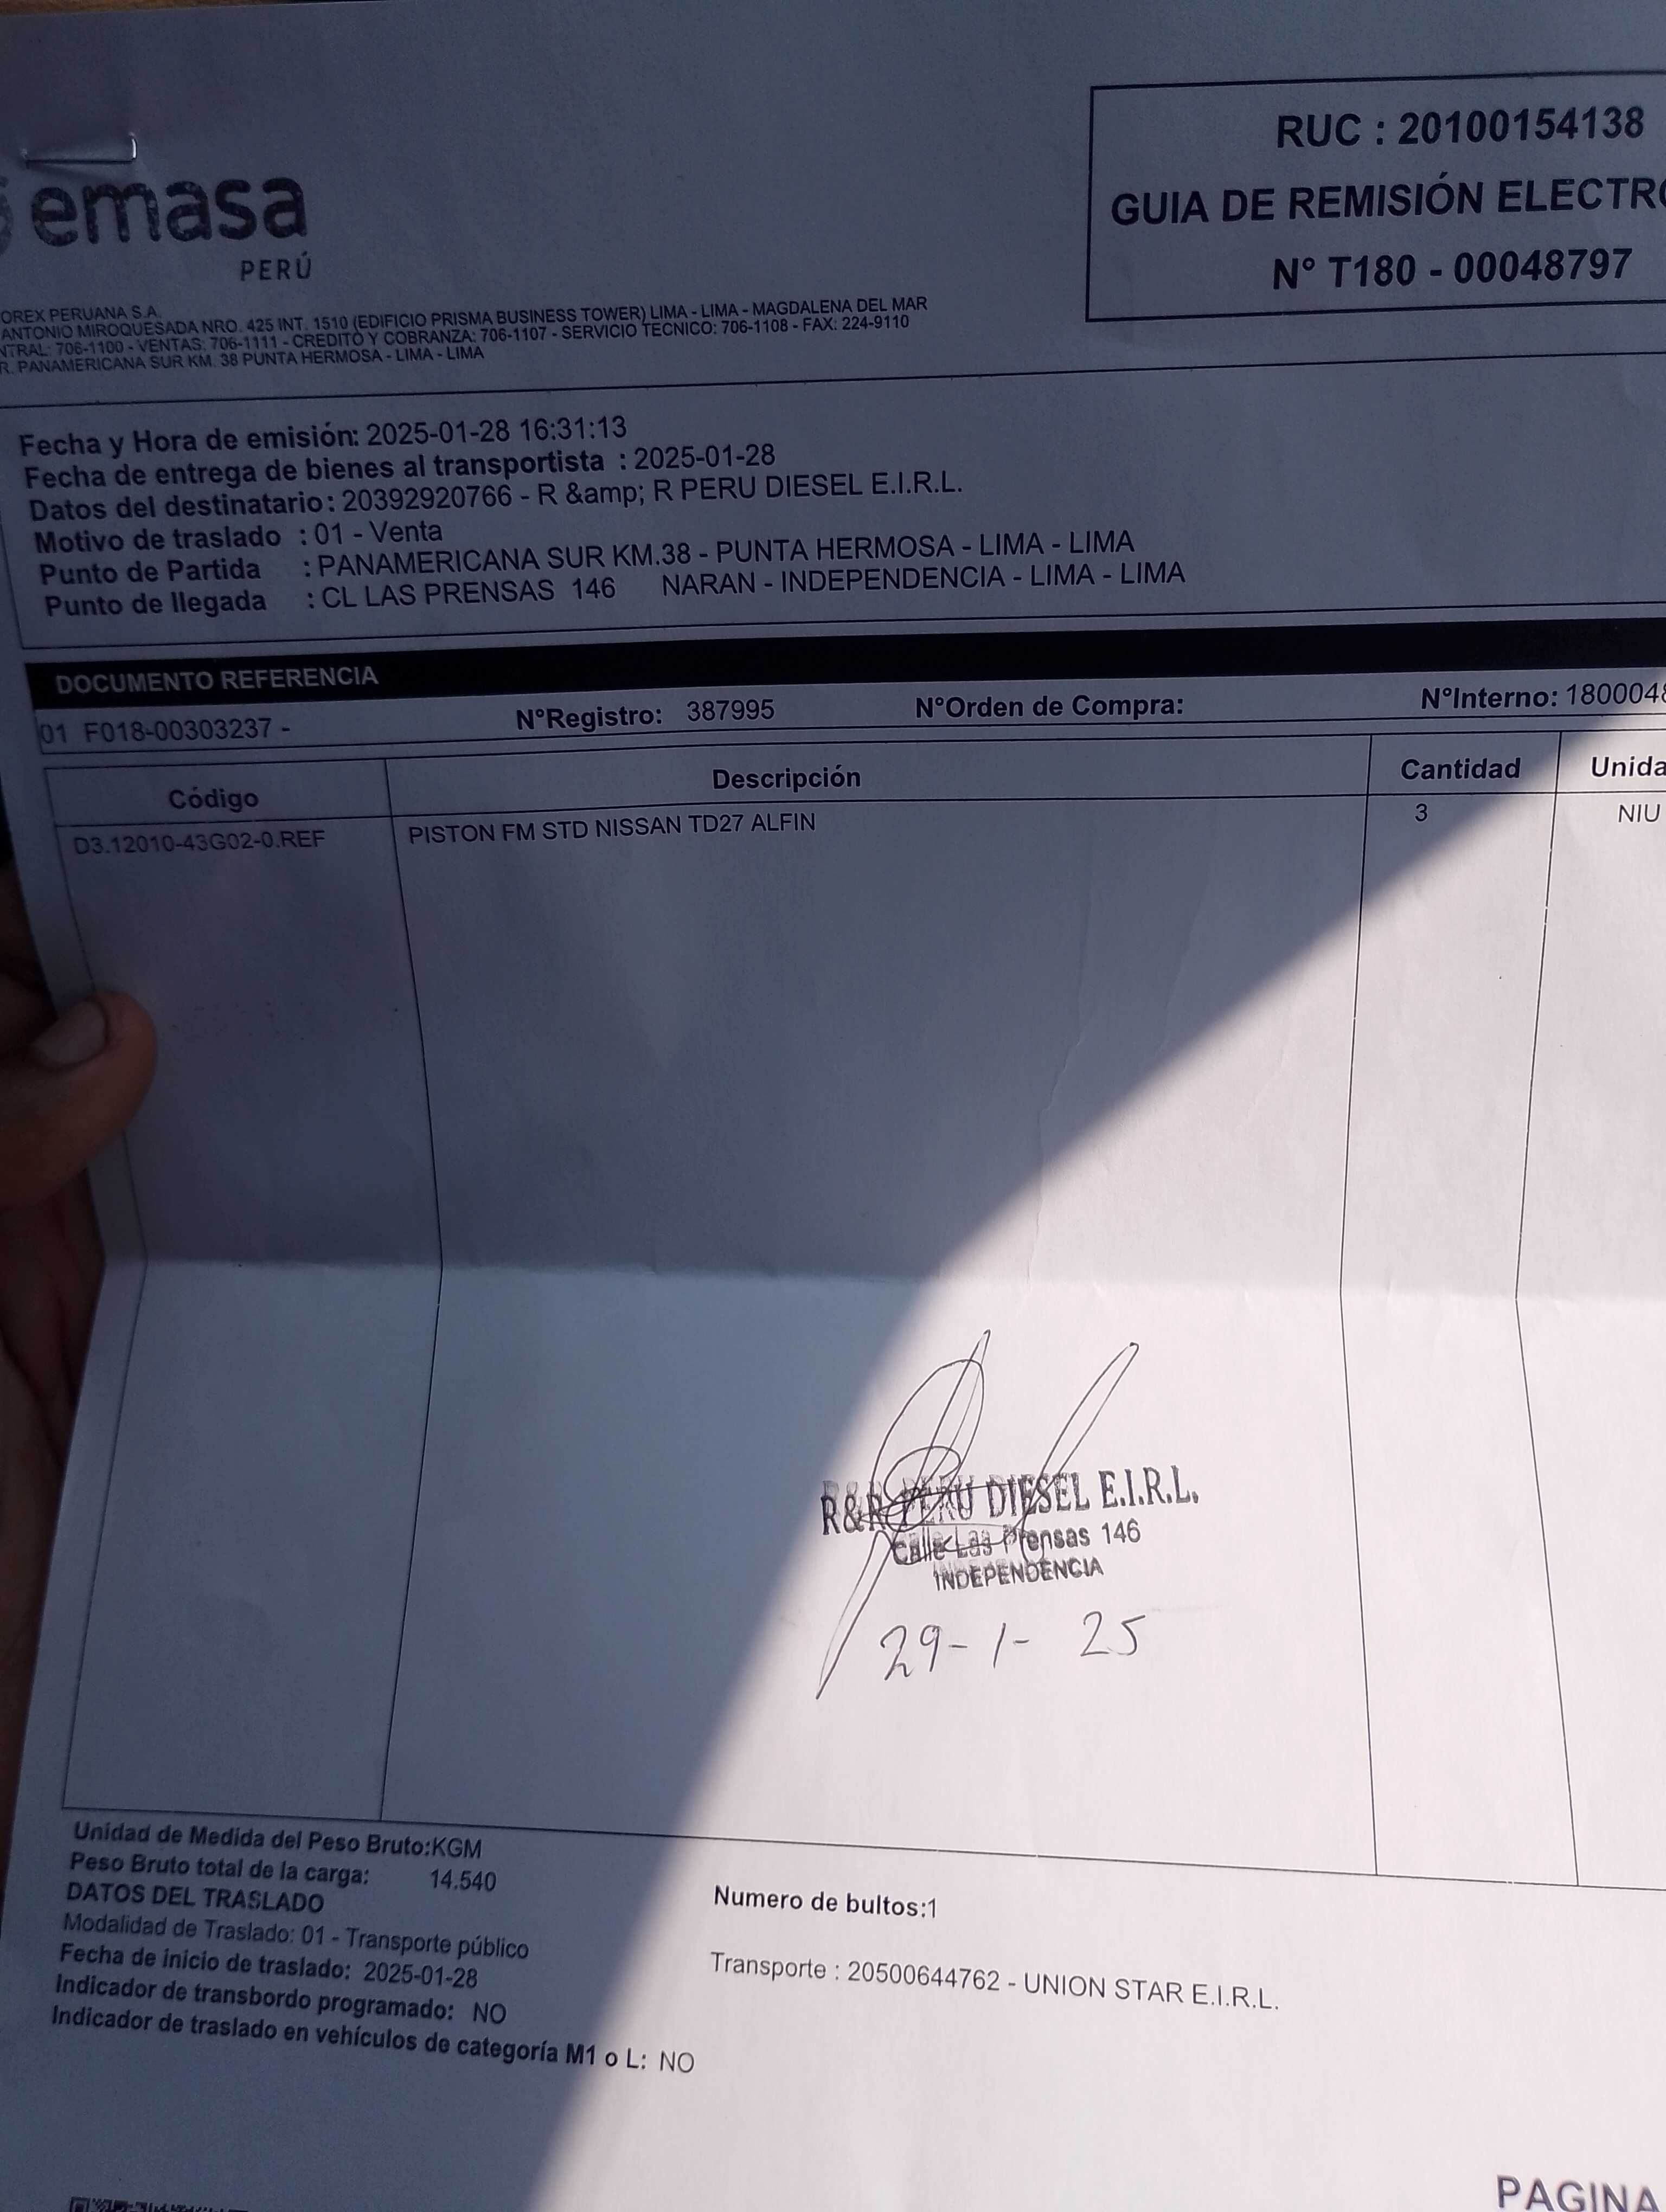 emasa
PERÚ
RUC : 20100154138
GUIA DE REMISIÓN ELECTRO
N° T180 - 00048797
OREX PERUANA S.A.
ANTONIO MIROQUESADA NRO. 425 INT. 1510 (EDIFICIO PRISMA BUSINESS TOWER) LIMA - LIMA - MAGDALENA DEL MAR
NTRAL: 706-1100 - VENTAS: 706-1111 - CREDITO Y COBRANZA: 706-1107 - SERVICIO TECNICO: 706-1108 - FAX: 224-9110
R. PANAMERICANA SUR KM. 38 PUNTA HERMOSA - LIMA - LIMA
Fecha y Hora de emisión: 2025-01-28 16:31:13
Fecha de entrega de bienes al transportista : 2025-01-28
Datos del destinatario: 20392920766 - R &amp; R PERU DIESEL E.I.R.L.
Motivo de traslado : 01 - Venta
Punto de Partida : PANAMERICANA SUR KM.38 - PUNTA HERMOSA - LIMA - LIMA
Punto de llegada : CL LAS PRENSAS 146 NARAN - INDEPENDENCIA - LIMA - LIMA
DOCUMENTO REFERENCIA
01 F018-00303237 - N°Registro: 387995 N°Orden de Compra: N°Interno: 1800048
Código Descripción Cantidad Unida
D3.12010-43G02-0.REF PISTON FM STD NISSAN TD27 ALFIN 3 NIU
R&R PERU DIESEL E.I.R.L.
Calle Las Prensas 146
INDEPENDENCIA
29-1- 25
Unidad de Medida del Peso Bruto:KGM
Peso Bruto total de la carga: 14.540
DATOS DEL TRASLADO
Numero de bultos:1
Modalidad de Traslado: 01 - Transporte público
Fecha de inicio de traslado: 2025-01-28
Transporte : 20500644762 - UNION STAR E.I.R.L.
Indicador de transbordo programado: NO
Indicador de traslado en vehículos de categoría M1 o L: NO
PAGINA